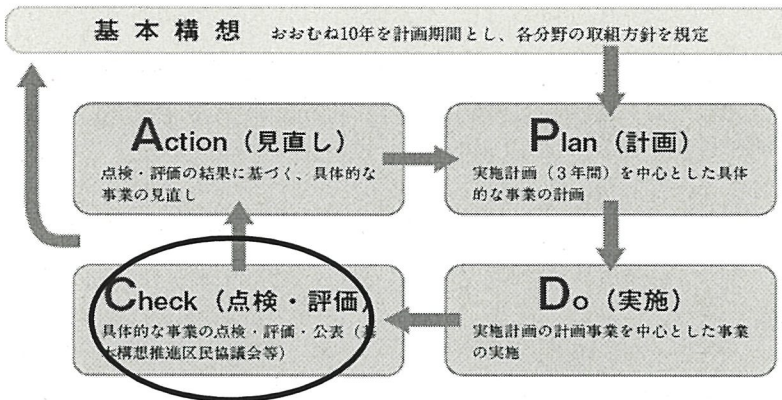 基本構想 おおむね10年を計画期間とし、各分野の取組方針を規定
Action（見直し）
点検・評価の結果に基づく、具体的な
事業の見直し
Plan（計画）
実施計画（3年間）を中心とした具体
的な事業の計画
Check（点検・評価）
具体的な事業の点検・評価・公表（基
本構想推進区民協議会等）
Do（実施）
実施計画の計画事業を中心とした事業
の実施